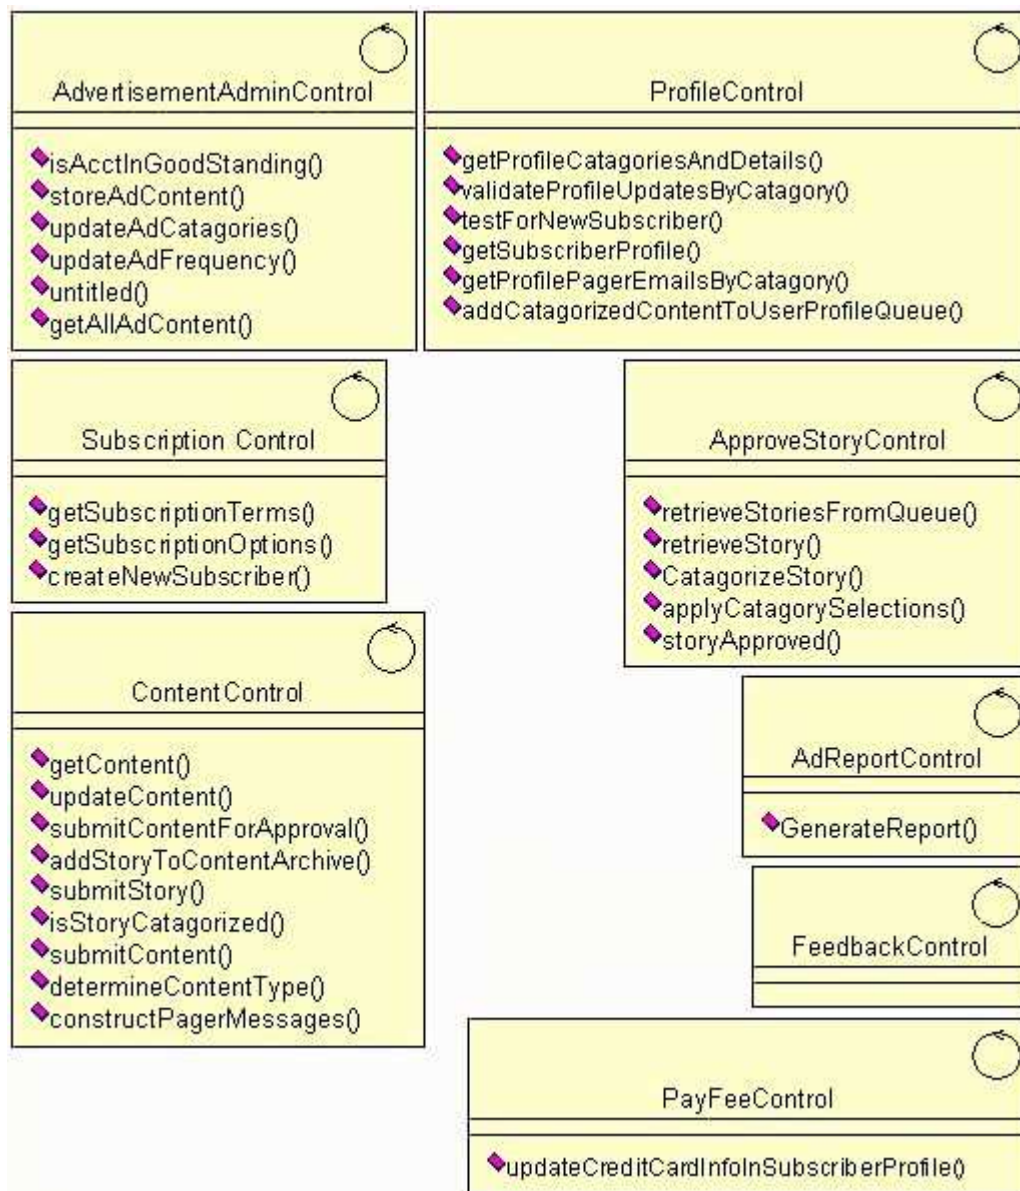 AdvertisementAdminControl
isAcctInGoodStanding()
storeAdContent()
updateAdCatagories()
updateAdFrequency()
untitled()
getAllAdContent()
ProfileControl
getProfileCatagoriesAndDetails()
validateProfileUpdatesByCatagory()
testForNewSubscriber()
getSubscriberProfile()
getProfilePagerEmailsByCatagory()
addCatagorizedContentToUserProfileQueue()
Subscription Control
getSubscriptionTerms()
getSubscriptionOptions()
createNewSubscriber()
ApproveStoryControl
retrieveStoriesFromQueue()
retrieveStory()
CatagorizeStory()
applyCatagorySelections()
storyApproved()
ContentControl
getContent()
updateContent()
submitContentForApproval()
addStoryToContentArchive()
submitStory()
isStoryCatagorized()
submitContent()
determineContentType()
constructPagerMessages()
AdReportControl
GenerateReport()
FeedbackControl
PayFeeControl
updateCreditCardInfoInSubscriberProfile()